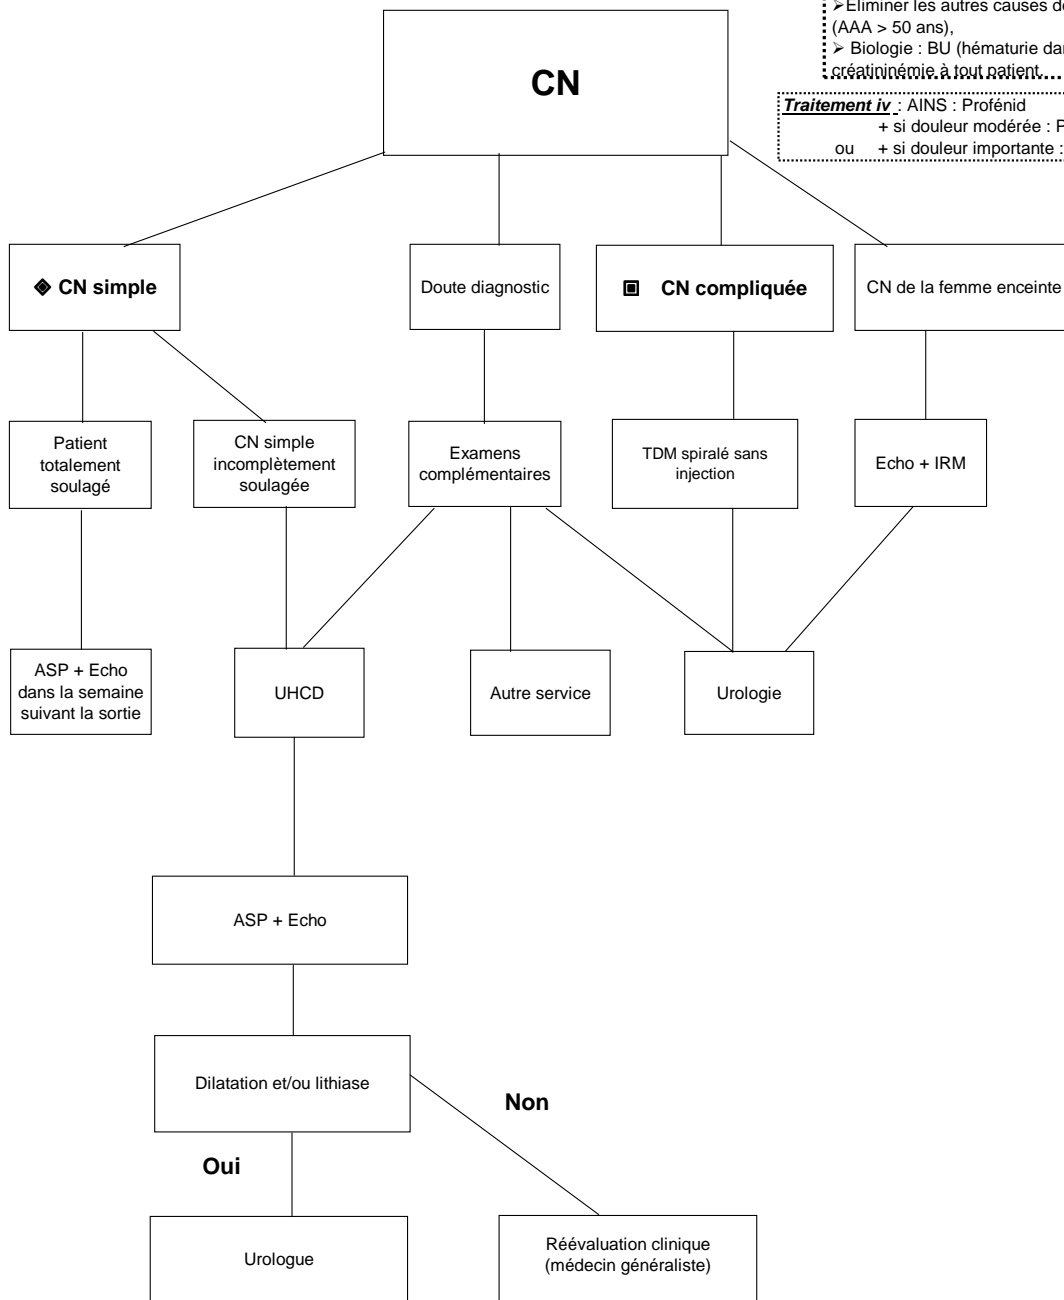 ➢Eliminer les autres causes
(AAA > 50 ans),
➢ Biologie : BU (hématurie
créatininémie à tout patient.
Traitement iv : AINS : Profénid
+ si douleur modérée :
ou + si douleur importante :
CN
◈ CN simple
Doute diagnostic
▣ CN compliquée
CN de la femme enceinte
Patient
totalement
soulagé
CN simple
incomplètement
soulagée
Examens
complémentaires
TDM spiralé sans
injection
Echo + IRM
ASP + Echo
dans la semaine
suivant la sortie
UHCD
Autre service
Urologie
ASP + Echo
Dilatation et/ou lithiase
Non
Oui
Urologue
Réévaluation clinique
(médecin généraliste)